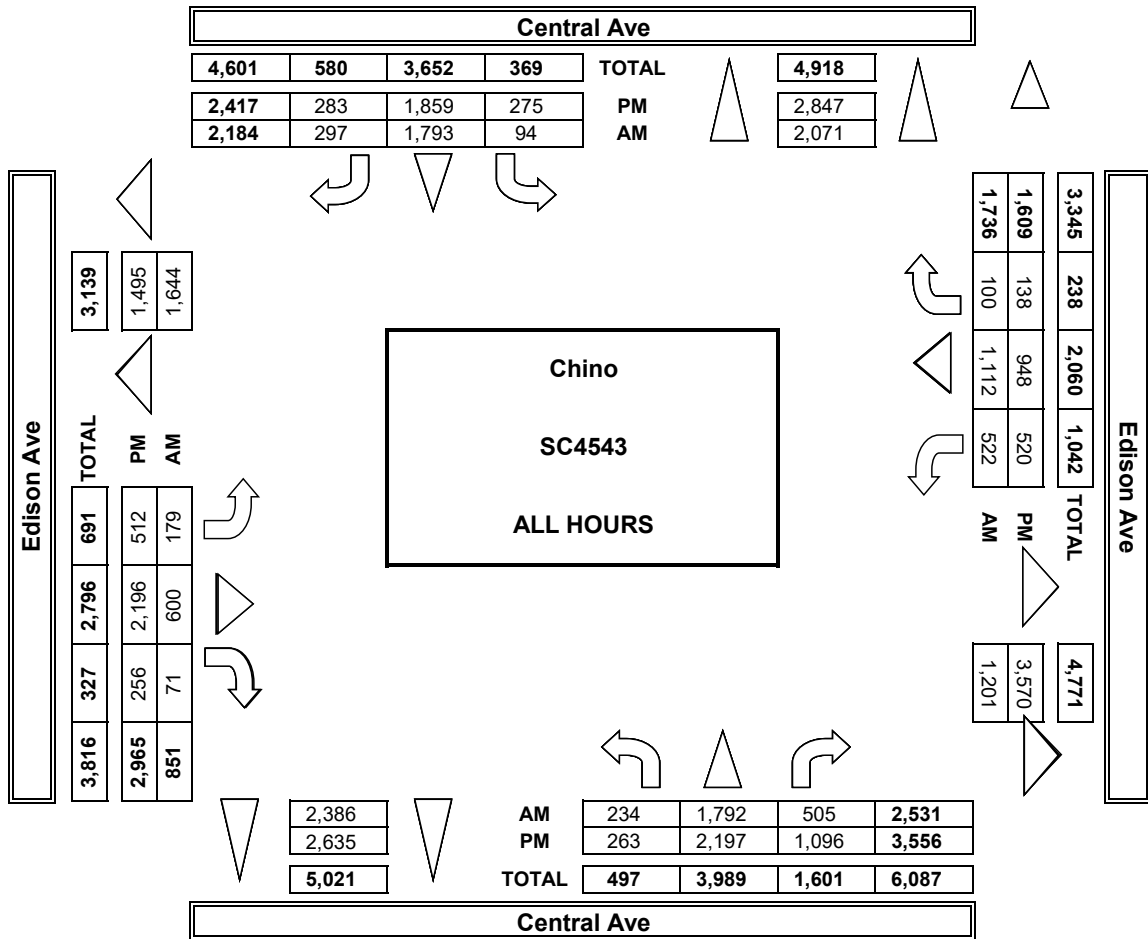 Central Ave
4,601 580 3,652 369 TOTAL 4,918
2,417 283 1,859 275 PM 2,847
2,184 297 1,793 94 AM 2,071
Edison Ave
3,139
1,495
1,644
TOTAL 691 2,796 327 3,816
PM 512 2,196 256 2,965
AM 179 600 71 851
Chino
SC4543
ALL HOURS
3,345 238 2,060 1,042 TOTAL 4,771
1,609 138 948 520 PM 3,570
1,736 100 1,112 522 AM 1,201
Edison Ave
2,386 AM 234 1,792 505 2,531
2,635 PM 263 2,197 1,096 3,556
5,021 TOTAL 497 3,989 1,601 6,087
Central Ave